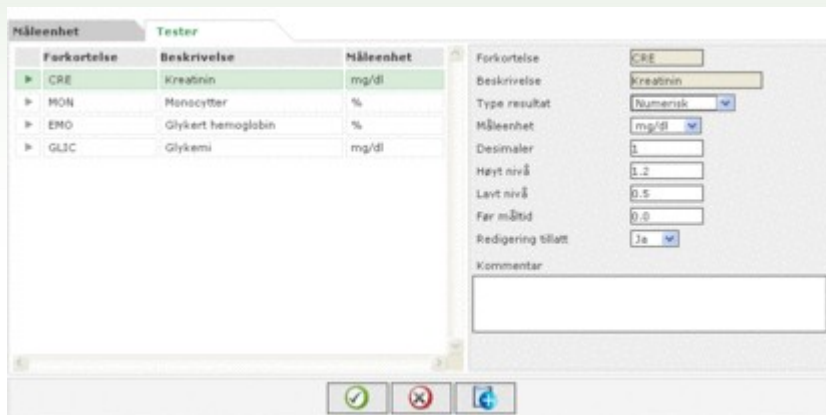 Måleenhet Tester
Forkortelse Beskrivelse Måleenhet
CRE Kreatinin mg/dl
MON Monocytter %
EMO Glykert hemoglobin %
GLIC Glykemi mg/dl
Forkortelse CRE
Beskrivelse Kreatinin
Type resultat Numerisk
Måleenhet mg/dl
Desimaler 1
Høyt nivå 1.2
Lavt nivå 0.5
Før måltid 0.0
Redigering tillatt Ja
Kommentar